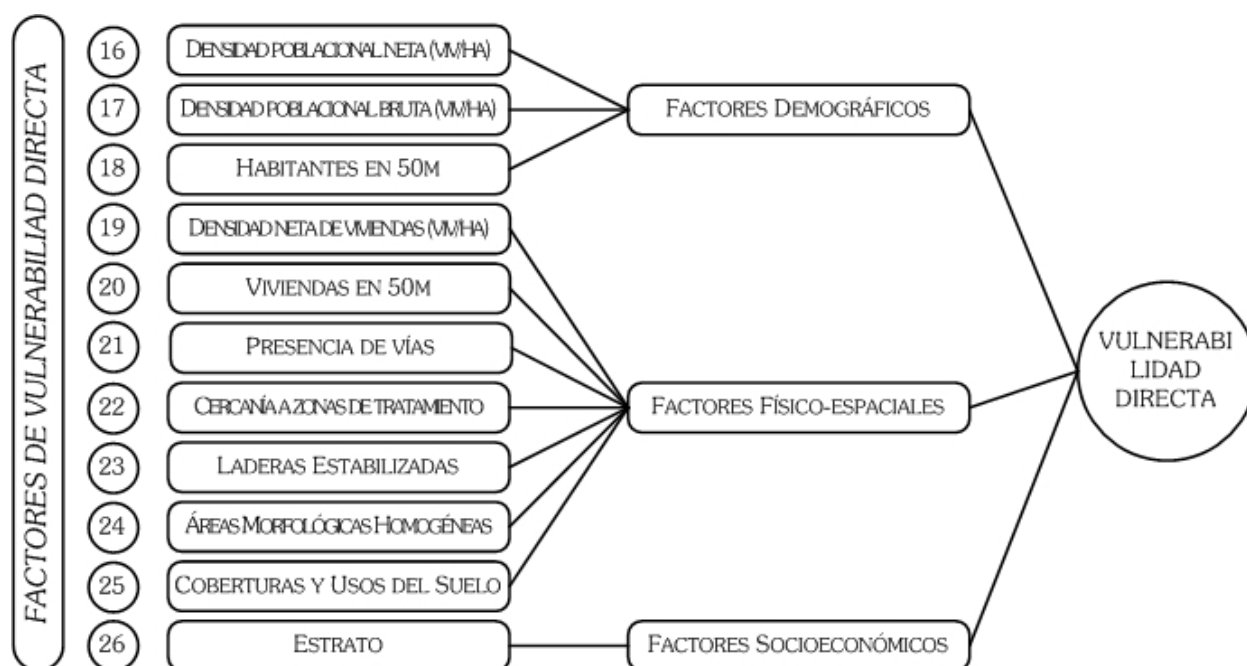 FACTORES DE VULNERABILIAD DIRECTA
16 DENSIDAD POBLACIONAL NETA (VIV/HA)
17 DENSIDAD POBLACIONAL BRUTA (VIV/HA)
18 HABITANTES EN 50M
19 DENSIDAD NETA DE VIVIENDAS (VIV/HA)
20 VIVIENDAS EN 50M
21 PRESENCIA DE VÍAS
22 CERCANÍA A ZONAS DE TRATAMIENTO
23 LADERAS ESTABILIZADAS
24 ÁREAS MORFOLÓGICAS HOMOGÉNEAS
25 COBERTURAS Y USOS DEL SUELO
26 ESTRATO
FACTORES DEMOGRÁFICOS
FACTORES FÍSICO-ESPACIALES
FACTORES SOCIOECONÓMICOS
VULNERABI
LIDAD
DIRECTA